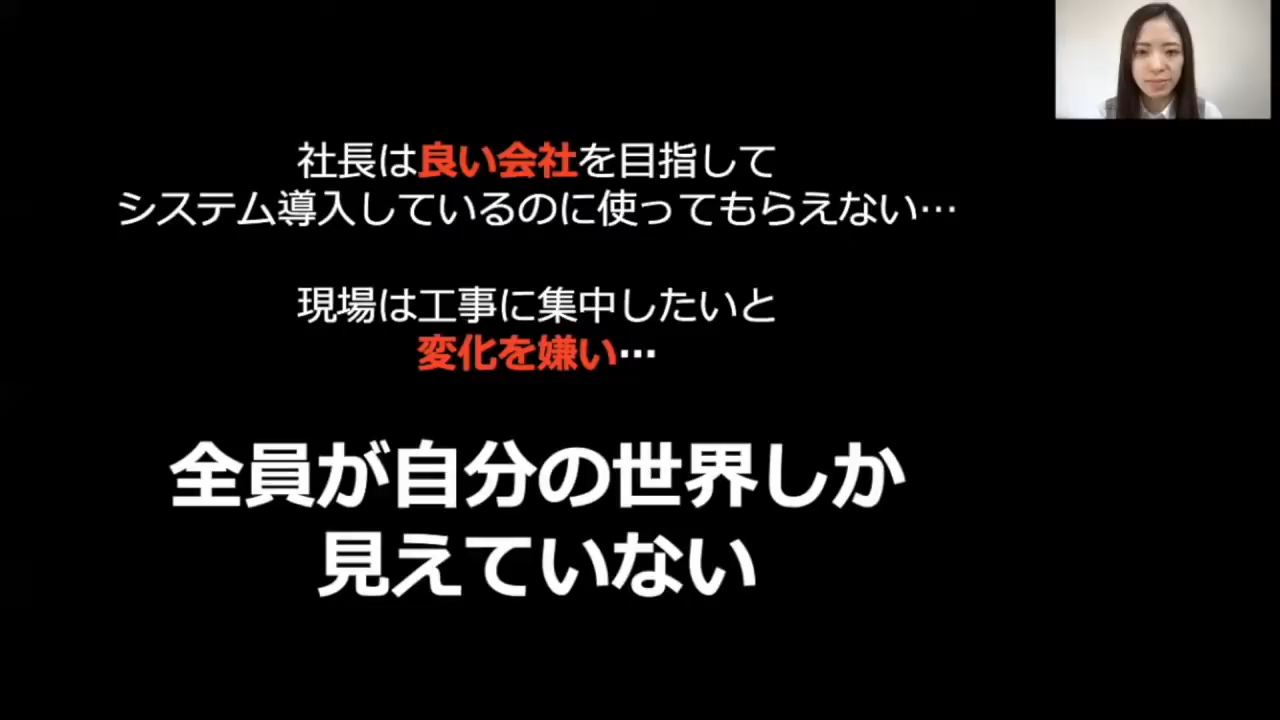 社長は良い会社を目指して
システム導入しているのに使ってもらえない…
現場は工事に集中したいと
変化を嫌い…
全員が自分の世界しか
見えていない